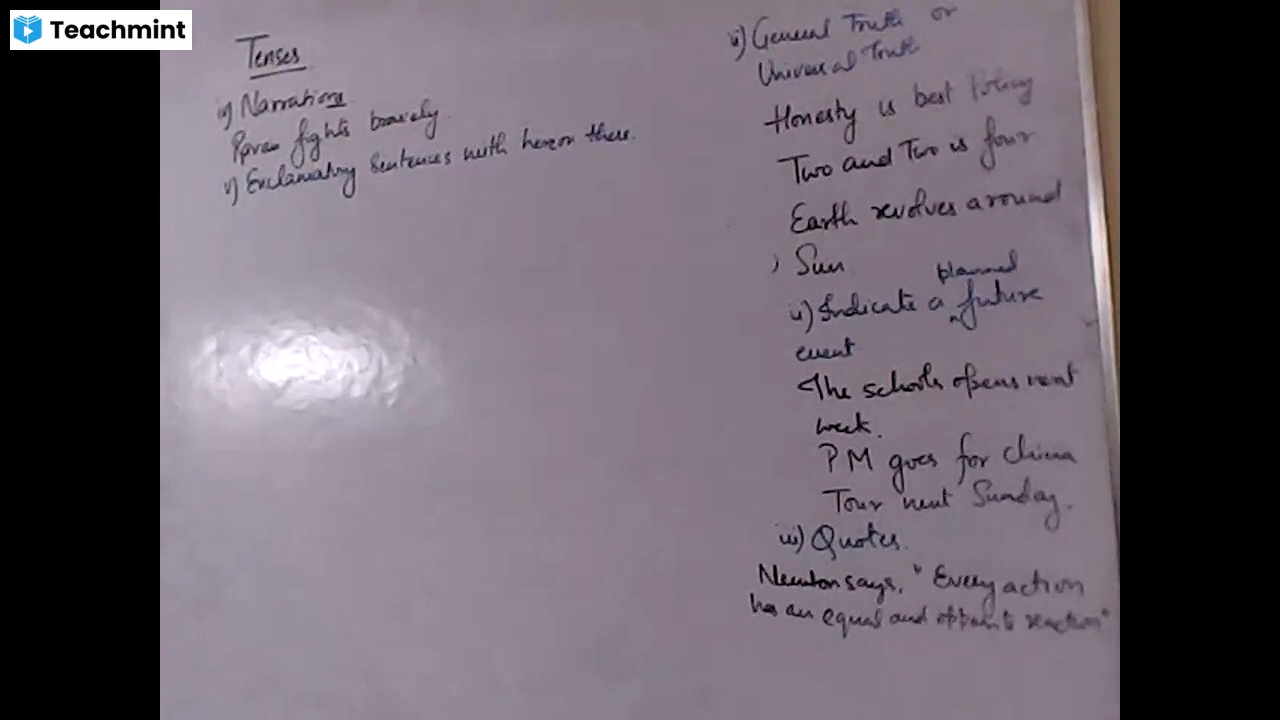 Teachmint
Tenses
iv) Narrations
fights bravely.
v) Exclamatory Sentences with here or there.
ii) General Truth or
Universal Truth
Honesty is best Policy
Two and Two is four
Earth revolves around
Sun
ii) Indicate a planned future
event
The schools opens next
week.
PM goes for China
Tour next Sunday.
iii) Quotes.
Newton says, " Every action
has an equal and opposite reaction"